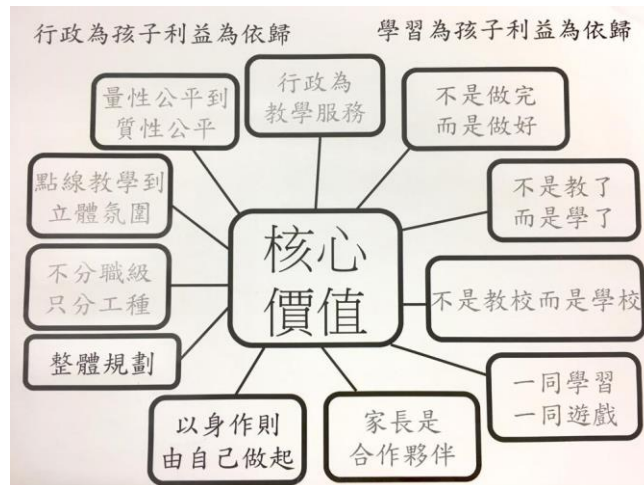 行政為孩子利益為依歸
學習為孩子利益為依歸
量性公平到
質性公平
行政為
教學服務
不是做完
而是做好
點線教學到
立體氛圍
不是教了
而是學了
核心
價值
不分職級
只分工種
不是教校而是學校
整體規劃
一同學習
一同遊戲
以身作則
由自己做起
家長是
合作夥伴